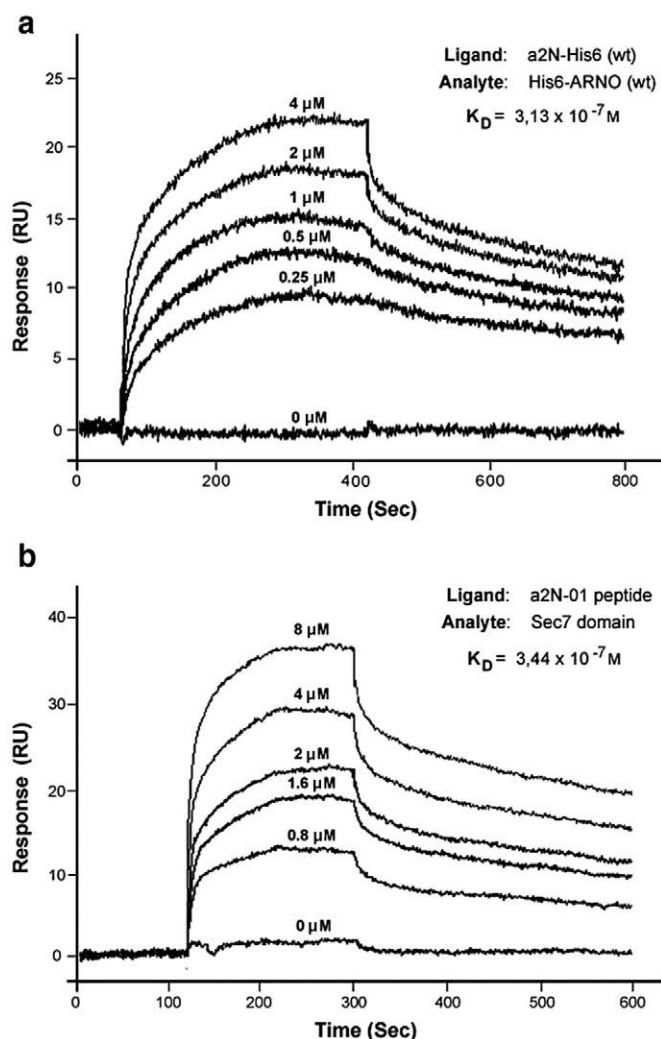 a
Ligand: a2N-His6 (wt)
Analyte: His6-ARNO (wt)
K_D = 3,13 x 10 ^-7 M
25
20
15
10
5
0
Response (RU)
4 µM
2 µM
1 µM
0.5 µM
0.25 µM
0 µM
0 200 400 600 800
Time (Sec)
b
Ligand: a2N-01 peptide
Analyte: Sec7 domain
K_D = 3,44 x 10 ^-7 M
40
30
20
10
0
Response (RU)
8 µM
4 µM
2 µM
1.6 µM
0.8 µM
0 µM
0 100 200 300 400 500 600
Time (Sec)